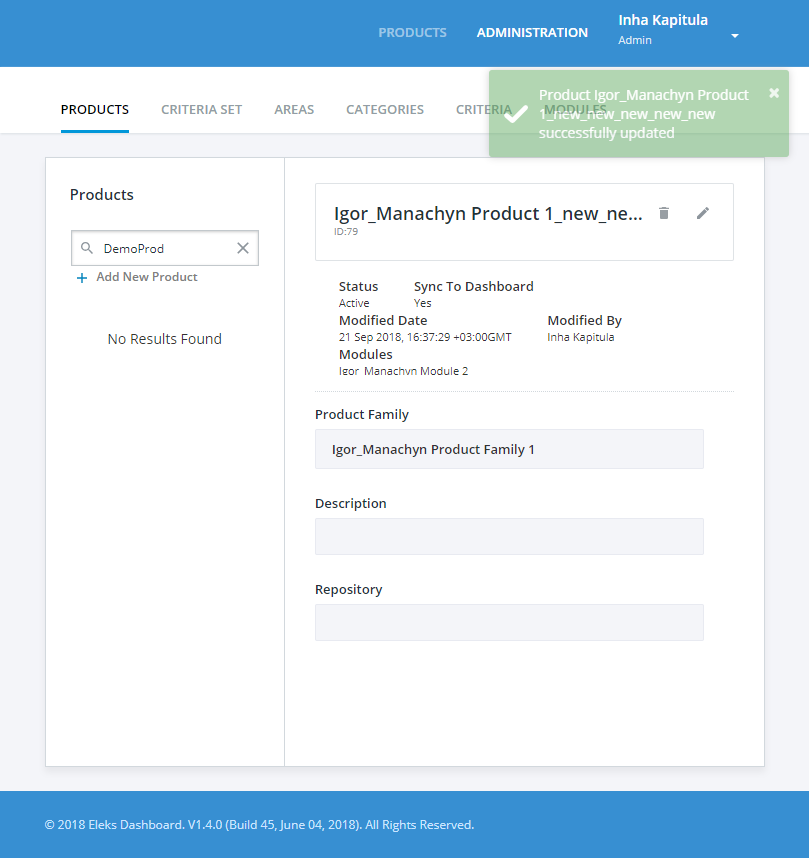 PRODUCTS
ADMINISTRATION
Inha Kapitula
Admin
PRODUCTS
CRITERIA SET
AREAS
CATEGORIES
CRITERIA
MODULES
Product Igor_Manachyn Product
1_new_new_new_new_new
successfully updated
Products
DemoProd
Add New Product
No Results Found
Igor_Manachyn Product 1_new_ne...
ID:79
Status
Sync To Dashboard
Active
Yes
Modified Date
Modified By
21 Sep 2018, 16:37:29 +03:00GMT
Inha Kapitula
Modules
Igor_Manachyn Module 2
Product Family
Igor_Manachyn Product Family 1
Description
Repository
© 2018 Eleks Dashboard. V1.4.0 (Build 45, June 04, 2018). All Rights Reserved.